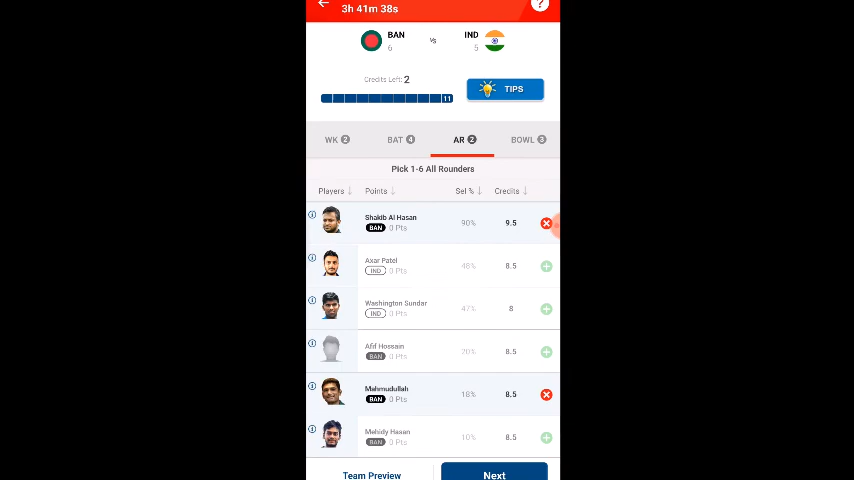 3h 41m 38s
?
BAN vs IND
6 5
Credits Left: 2
TIPS
11
WK 2 BAT 4 AR 2 BOWL 3
Pick 1-6 All Rounders
Players Points Sel % Credits
Shakib Al Hasan
BAN 0 Pts 90% 9.5
Axar Patel
IND 0 Pts 48% 8.5
Washington Sundar
IND 0 Pts 47% 8
Afif Hossain
BAN 0 Pts 20% 8.5
Mahmudullah
BAN 0 Pts 18% 8.5
Mehidy Hasan
BAN 0 Pts 10% 8.5
Team Preview Next